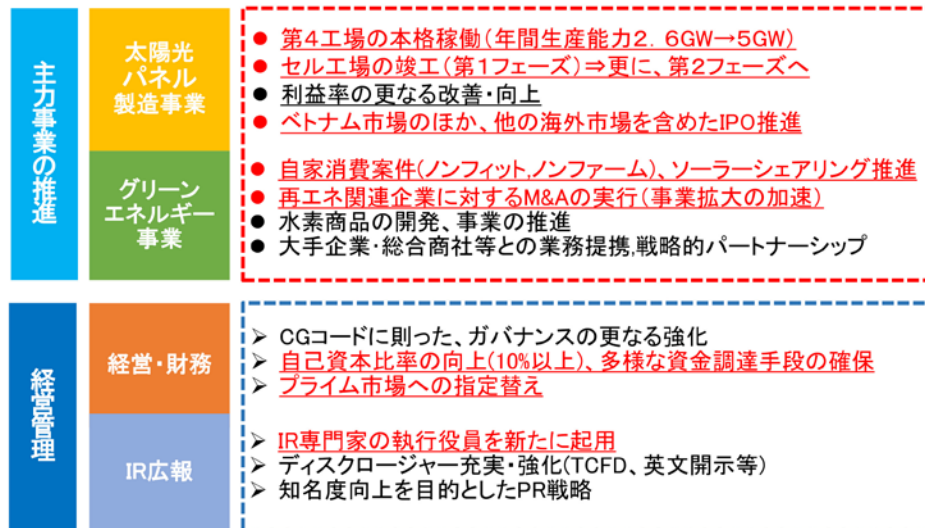 主力事業の推進
太陽光
パネル
製造事業
● 第4工場の本格稼働(年間生産能力2.6GW→5GW)
● セル工場の竣工(第1フェーズ)⇒更に、第2フェーズへ
● 利益率の更なる改善・向上
● ベトナム市場のほか、他の海外市場を含めたIPO推進
グリーン
エネルギー
事業
● 自家消費案件(ノンフィット,ノンファーム)、ソーラーシェアリング推進
● 再エネ関連企業に対するM&Aの実行(事業拡大の加速)
● 水素商品の開発、事業の推進
● 大手企業・総合商社等との業務提携,戦略的パートナーシップ
経営管理
経営・財務
➢ CGコードに則った、ガバナンスの更なる強化
➢ 自己資本比率の向上(10%以上)、多様な資金調達手段の確保
➢ プライム市場への指定替え
IR広報
➢ IR専門家の執行役員を新たに起用
➢ ディスクロージャー充実・強化(TCFD、英文開示等)
➢ 知名度向上を目的としたPR戦略